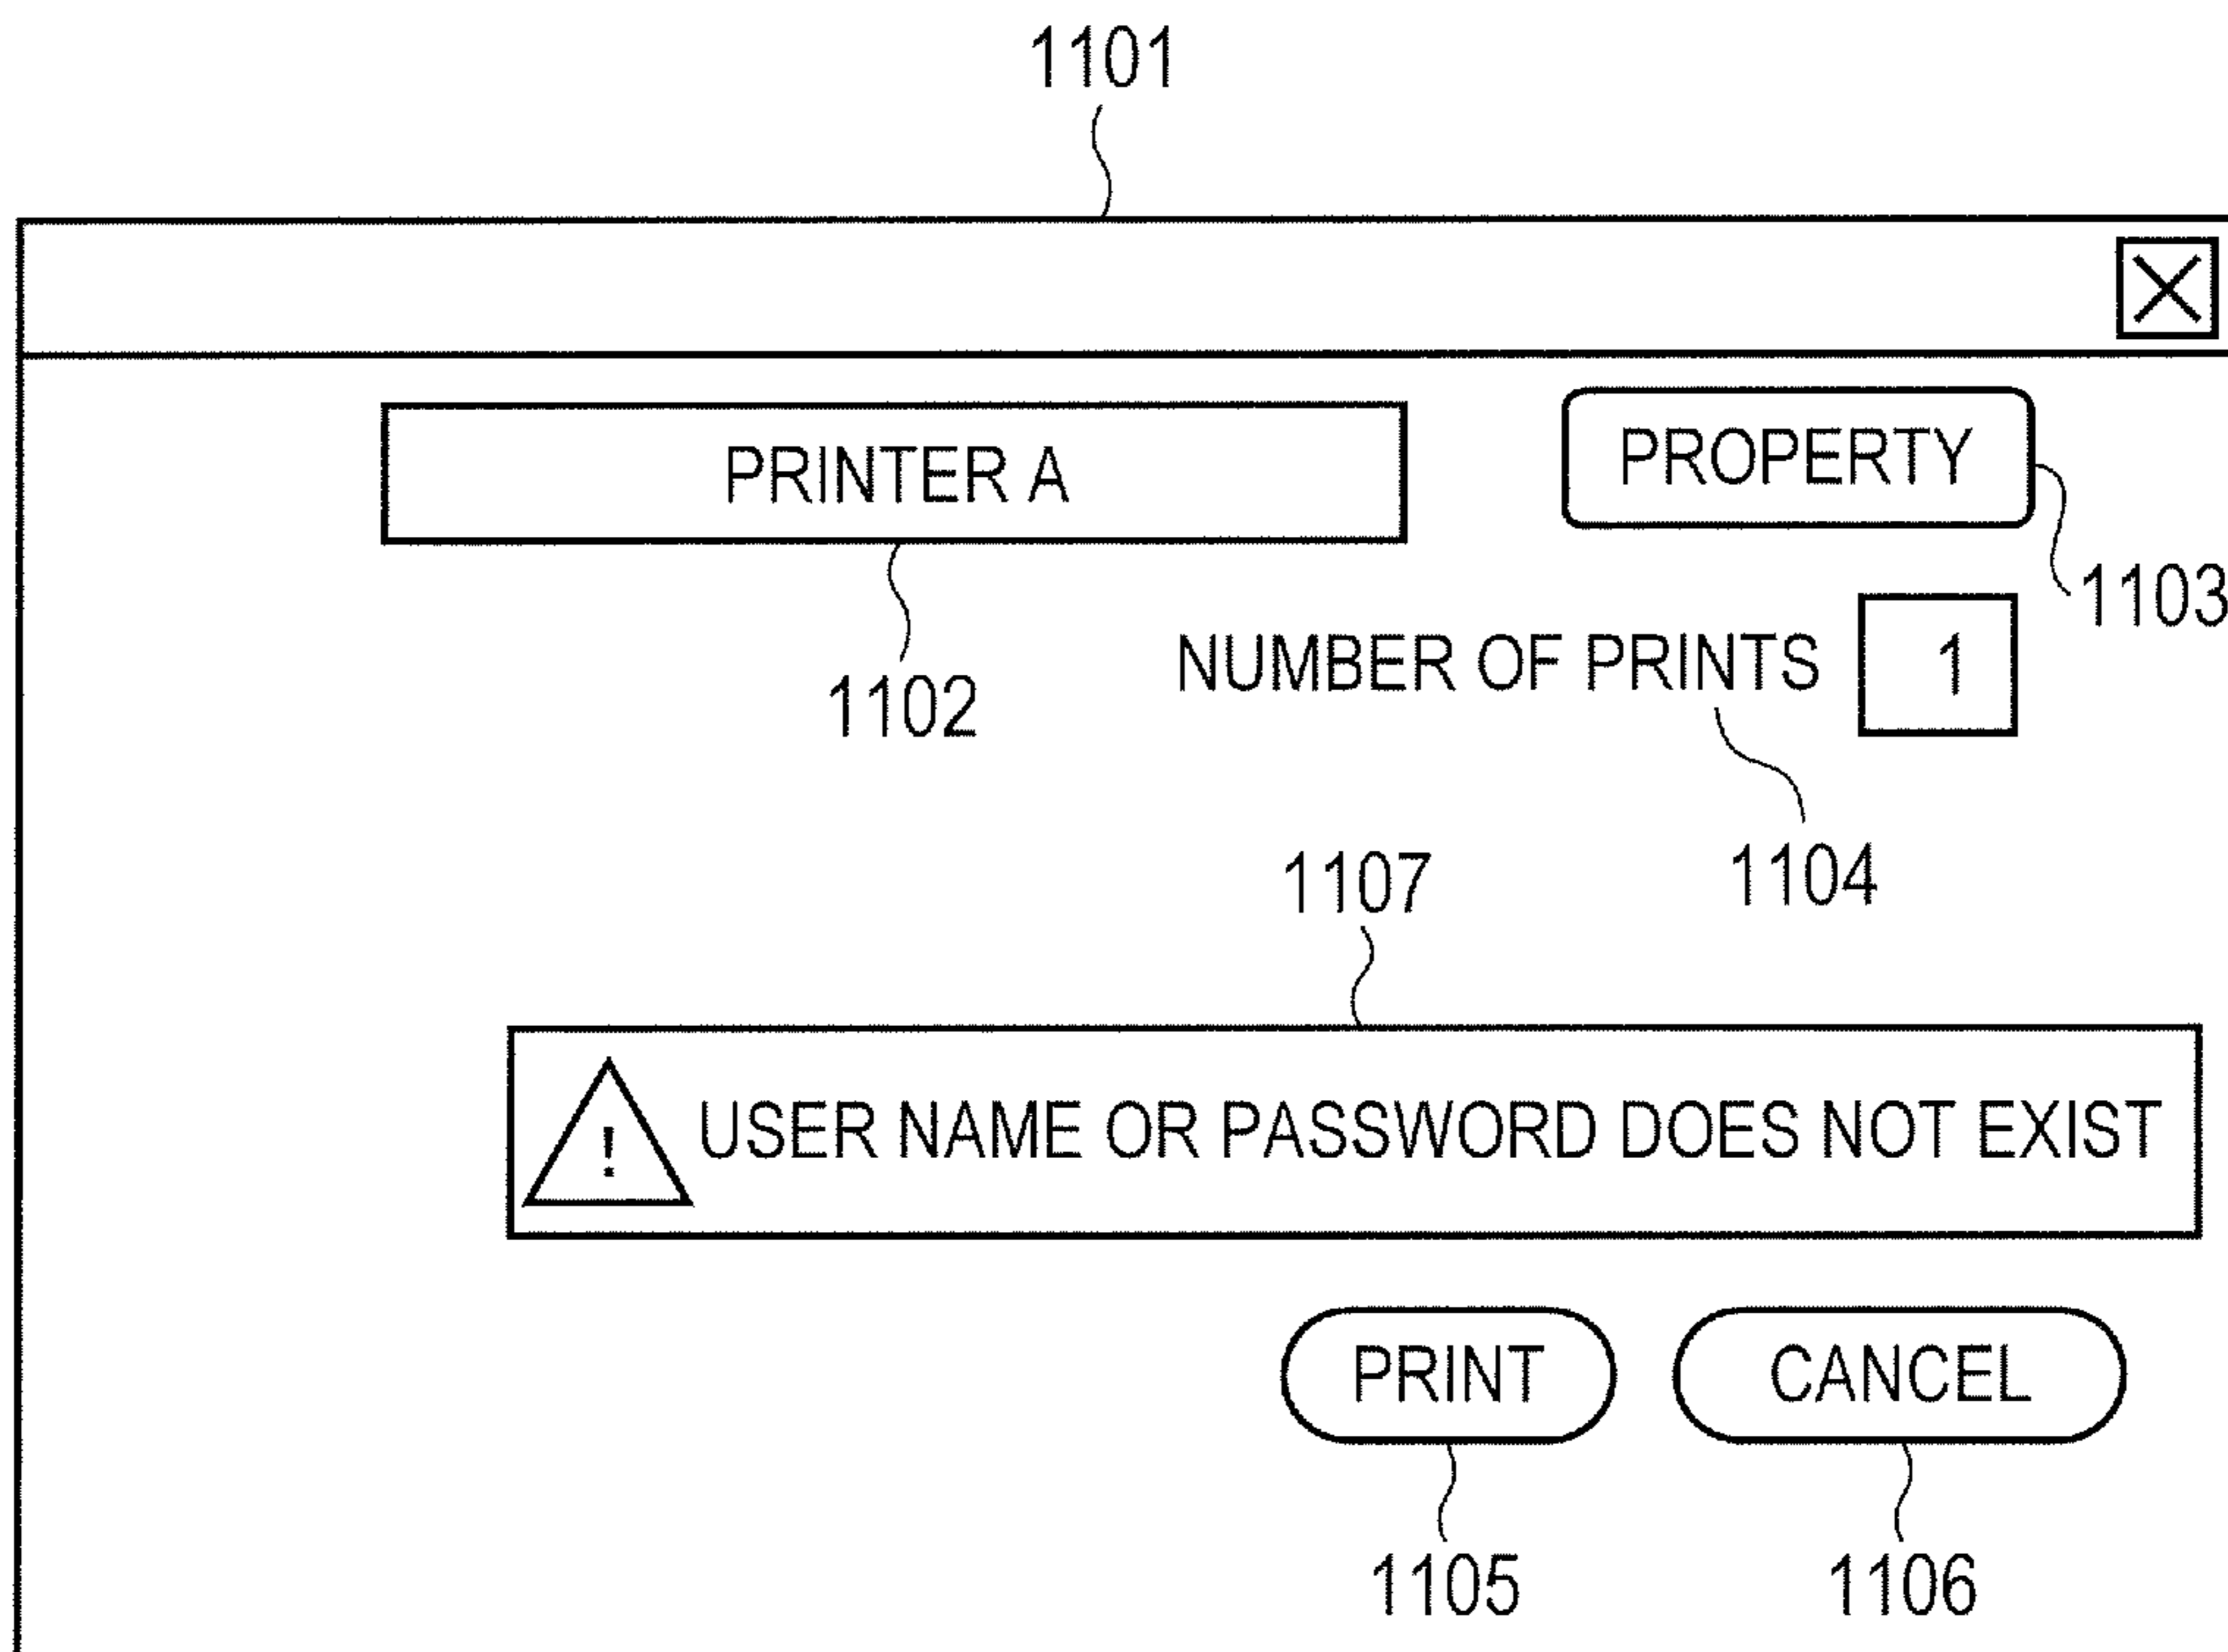 1101
PRINTER A
PROPERTY
1103
NUMBER OF PRINTS 1
1102
1104
1107
! USER NAME OR PASSWORD DOES NOT EXIST
PRINT
CANCEL
1105
1106